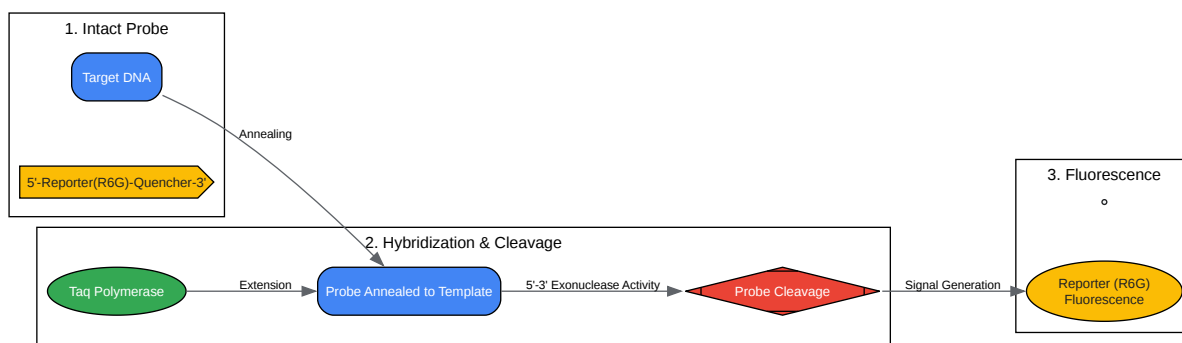 1. Intact Probe
Target DNA
Annealing
5'-Reporter(R6G)-Quencher-3'
2. Hybridization & Cleavage
Taq Polymerase
Extension
Probe Annealed to Template
5'-3' Exonuclease Activity
Probe Cleavage
Signal Generation
3. Fluorescence
Reporter (R6G)
Fluorescence